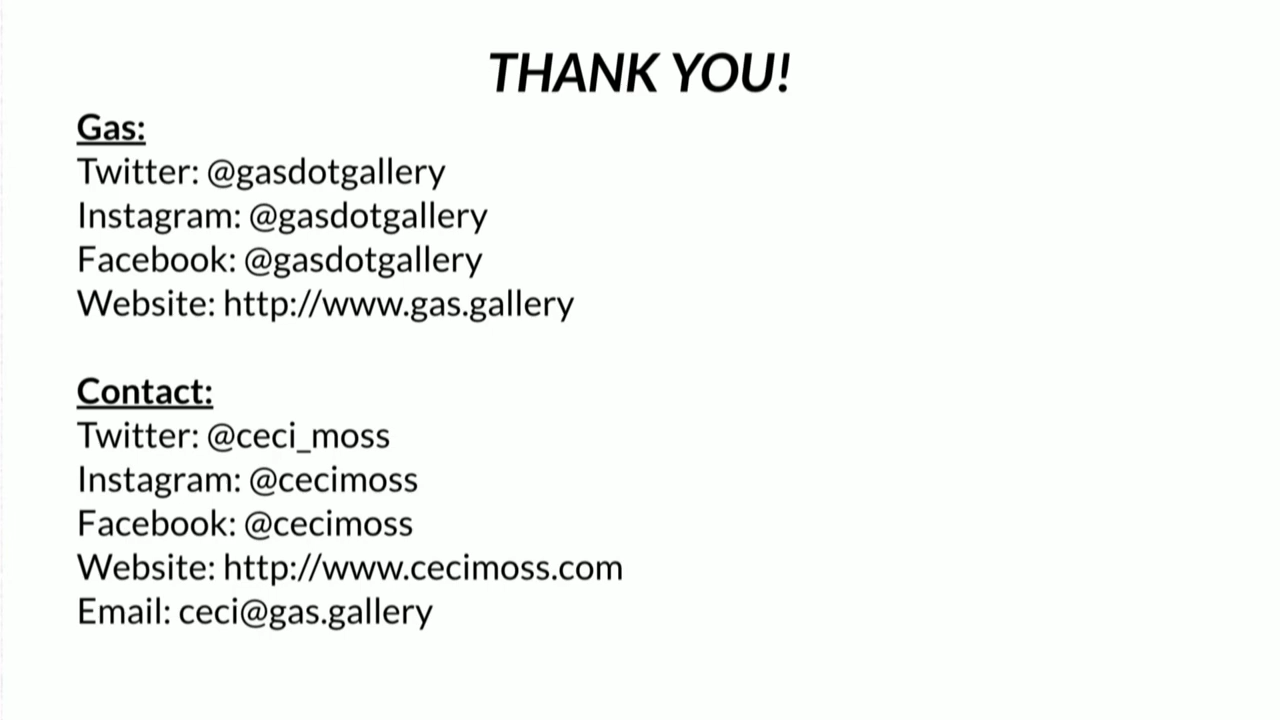 THANK YOU!
Gas:
Twitter: @gasdotgallery
Instagram: @gasdotgallery
Facebook: @gasdotgallery
Website: http://www.gas.gallery
Contact:
Twitter: @ceci_moss
Instagram: @cecimoss
Facebook: @cecimoss
Website: http://www.cecimoss.com
Email: ceci@gas.gallery